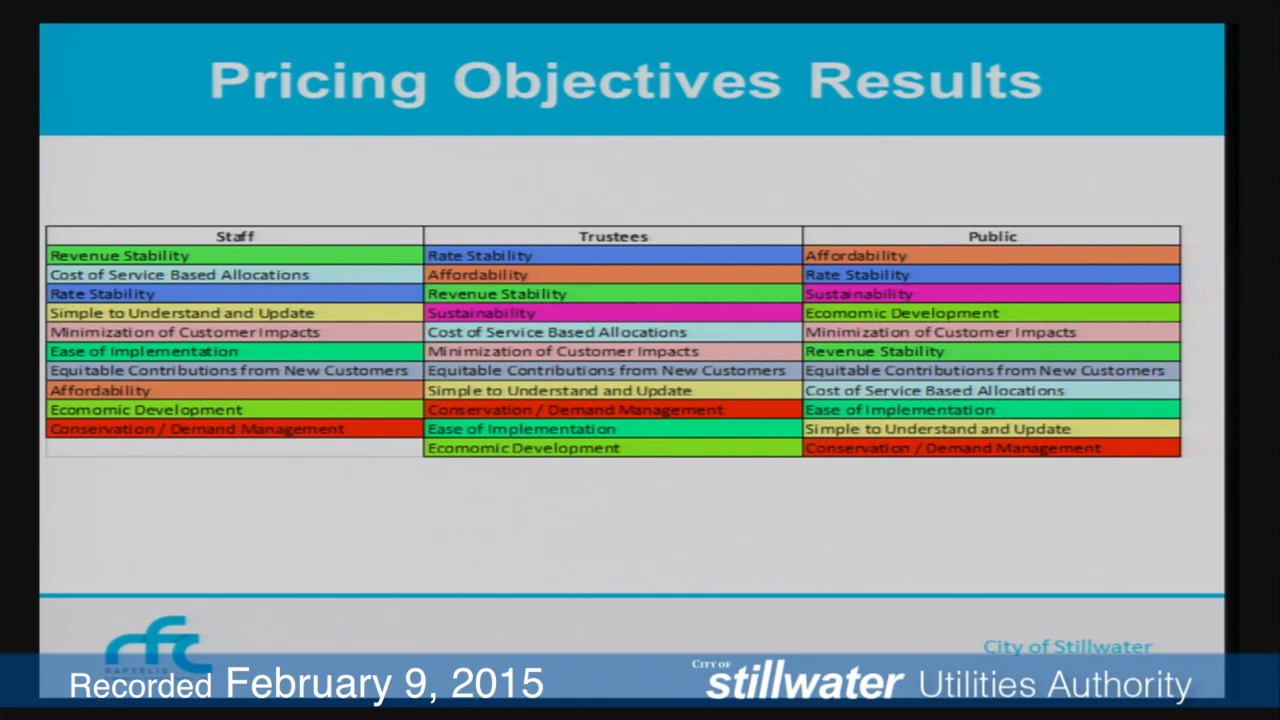 Pricing Objectives Results
Staff Trustees Public
Revenue Stability Rate Stability Affordability
Cost of Service Based Allocations Affordability Rate Stability
Rate Stability Revenue Stability Sustainability
Simple to Understand and Update Sustainability Ecomomic Development
Minimization of Customer Impacts Cost of Service Based Allocations Minimization of Customer Impacts
Ease of Implementation Minimization of Customer Impacts Revenue Stability
Equitable Contributions from New Customers Equitable Contributions from New Customers Equitable Contributions from New Customers
Affordability Simple to Understand and Update Cost of Service Based Allocations
Ecomomic Development Conservation / Demand Management Ease of Implementation
Conservation / Demand Management Ease of Implementation Simple to Understand and Update
Ecomomic Development Conservation / Demand Management
rfc
RAFTELIS
City of Stillwater
Recorded February 9, 2015
CITY OF
stillwater Utilities Authority